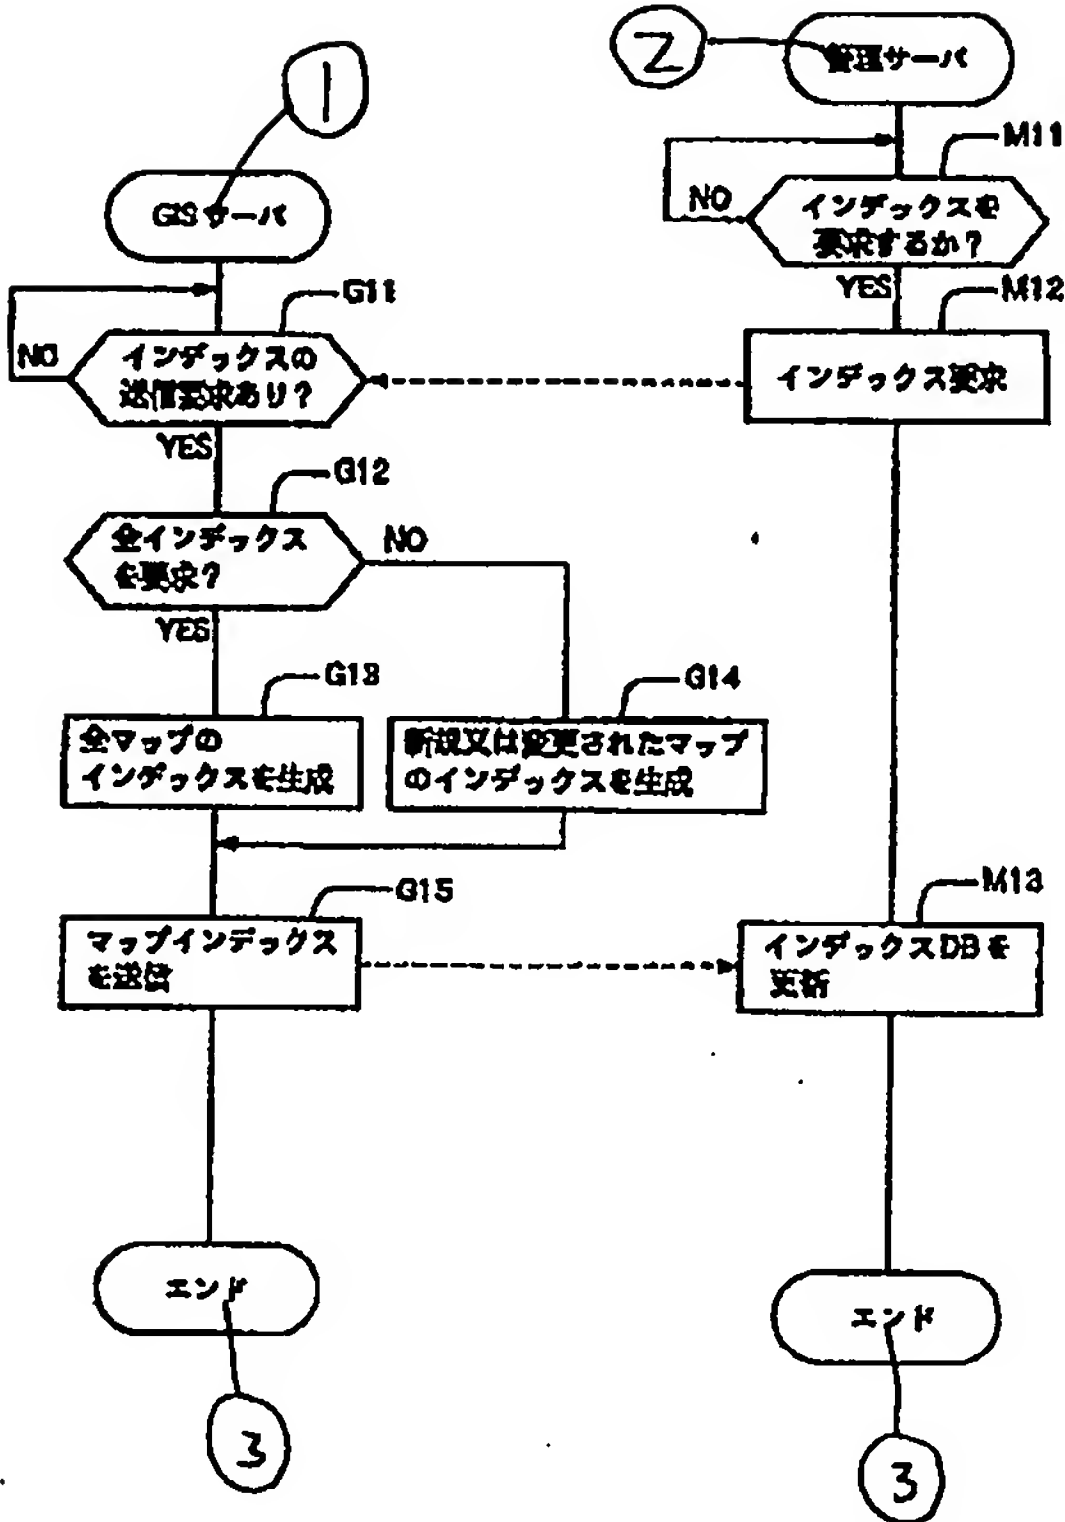 1
GISサーバ
G11
NO
インデックスの
送信要求あり?
YES
G12
全インデックス
を要求?
NO
YES
G13
全マップの
インデックスを生成
G14
新規又は変更されたマップ
のインデックスを生成
G15
マップインデックス
を送信
エンド
3
2
管理サーバ
M11
NO
インデックスを
要求するか?
YES
M12
インデックス要求
M13
インデックスDBを
更新
エンド
3